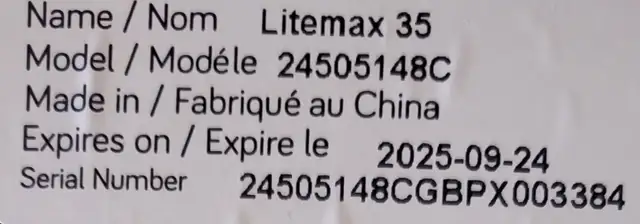 Name / Nom Litemax 35
Model / Modéle 24505148C
Made in / Fabriqué au China
Expires on / Expire le 2025-09-24
Serial Number 24505148CGBPX003384